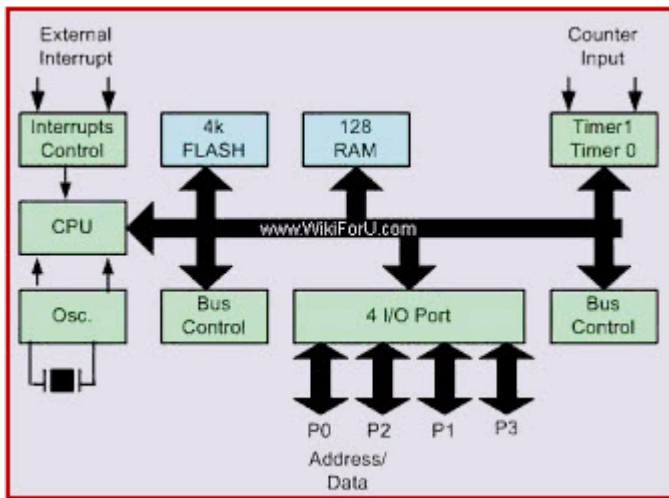 External
Interrupt
Counter
Input
Interrupts
Control
4k
FLASH
128
RAM
Timer1
Timer 0
CPU
www.WikiForU.com
Osc.
Bus
Control
4 I/O Port
Bus
Control
P0
P2
P1
P3
Address/
Data